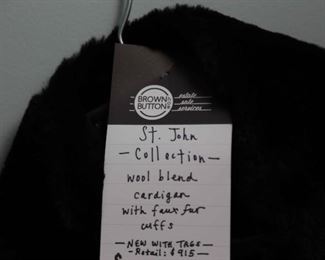 BROWN
BUTTON
estate
sale
services
St. John
- Collection -
wool blend
cardigan
with faux fur
cuffs
- NEW WITH TAGS -
- Retail: $915 -
$